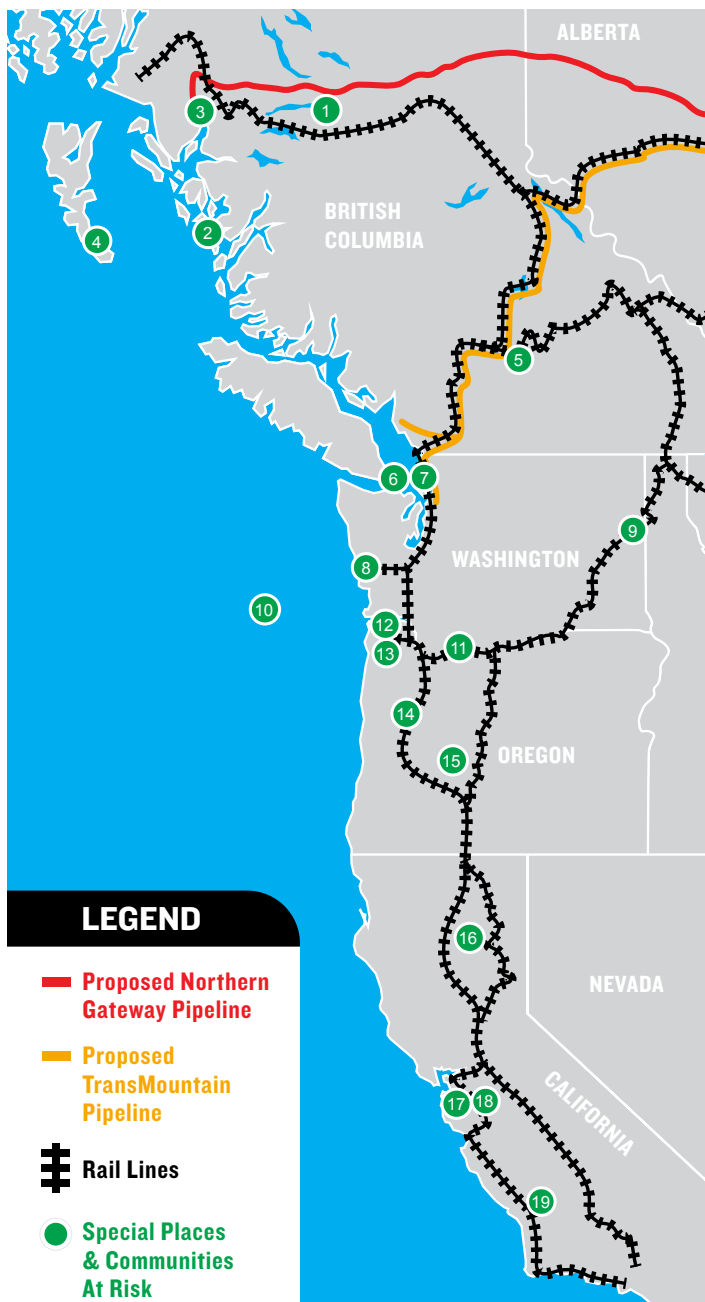 ALBERTA
3
1
BRITISH
COLUMBIA
2
4
5
6
7
9
WASHINGTON
8
10
12
13
11
14
15
OREGON
16
NEVADA
17
18
CALIFORNIA
19
LEGEND
Proposed Northern
Gateway Pipeline
Proposed
TransMountain
Pipeline
Rail Lines
Special Places
& Communities
At Risk